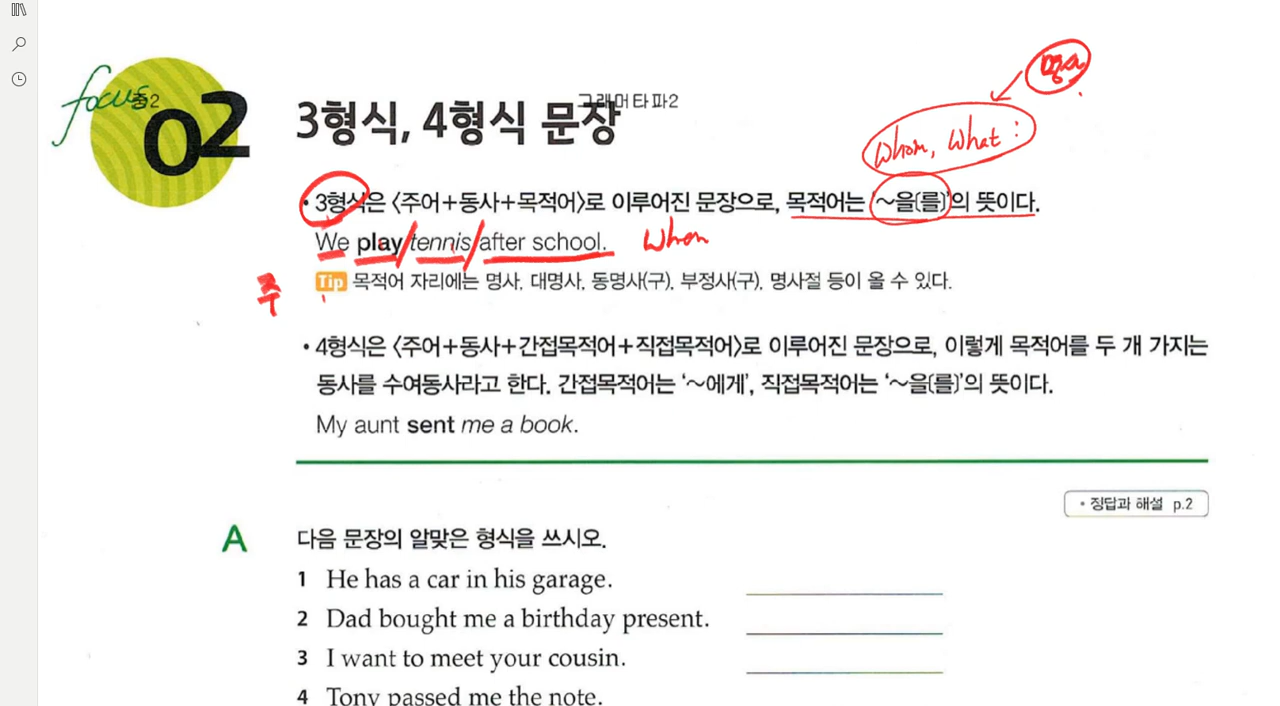 focus 중2
02
그래머타파2
3형식, 4형식 문장
명사
whom, what :
• 3형식은 〈주어+동사+목적어〉로 이루어진 문장으로, 목적어는 '~을(를)'의 뜻이다.
We play tennis after school. when
주
Tip 목적어 자리에는 명사, 대명사, 동명사(구), 부정사(구), 명사절 등이 올 수 있다.
• 4형식은 〈주어+동사+간접목적어+직접목적어〉로 이루어진 문장으로, 이렇게 목적어를 두 개 가지는
동사를 수여동사라고 한다. 간접목적어는 '~에게', 직접목적어는 '~을(를)'의 뜻이다.
My aunt sent me a book.
• 정답과 해설 p.2
A 다음 문장의 알맞은 형식을 쓰시오.
1 He has a car in his garage.
2 Dad bought me a birthday present.
3 I want to meet your cousin.
4 Tony passed me the note.